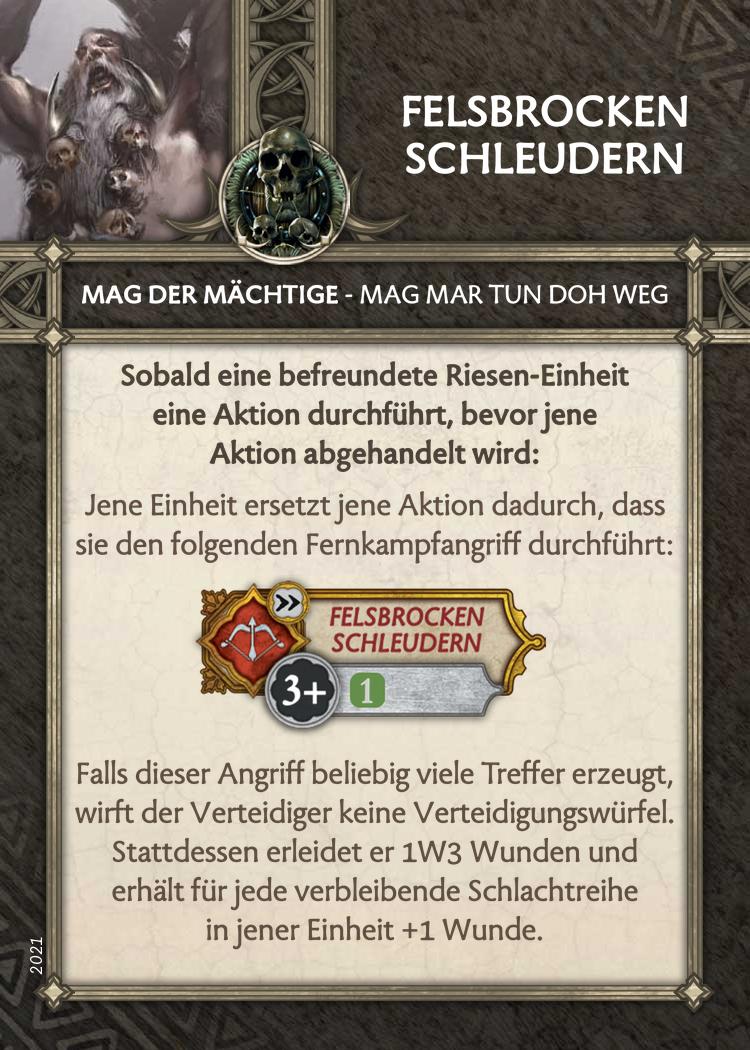 FELSBROCKEN
SCHLEUDERN
MAG DER MÄCHTIGE - MAG MAR TUN DOH WEG
Sobald eine befreundete Riesen-Einheit
eine Aktion durchführt, bevor jene
Aktion abgehandelt wird:
Jene Einheit ersetzt jene Aktion dadurch, dass
sie den folgenden Fernkampfangriff durchführt:
FELSBROCKEN
SCHLEUDERN
3+ 1
Falls dieser Angriff beliebig viele Treffer erzeugt,
wirft der Verteidiger keine Verteidigungswürfel.
Stattdessen erleidet er 1W3 Wunden und
erhält für jede verbleibende Schlachtreihe
in jener Einheit +1 Wunde.
2021